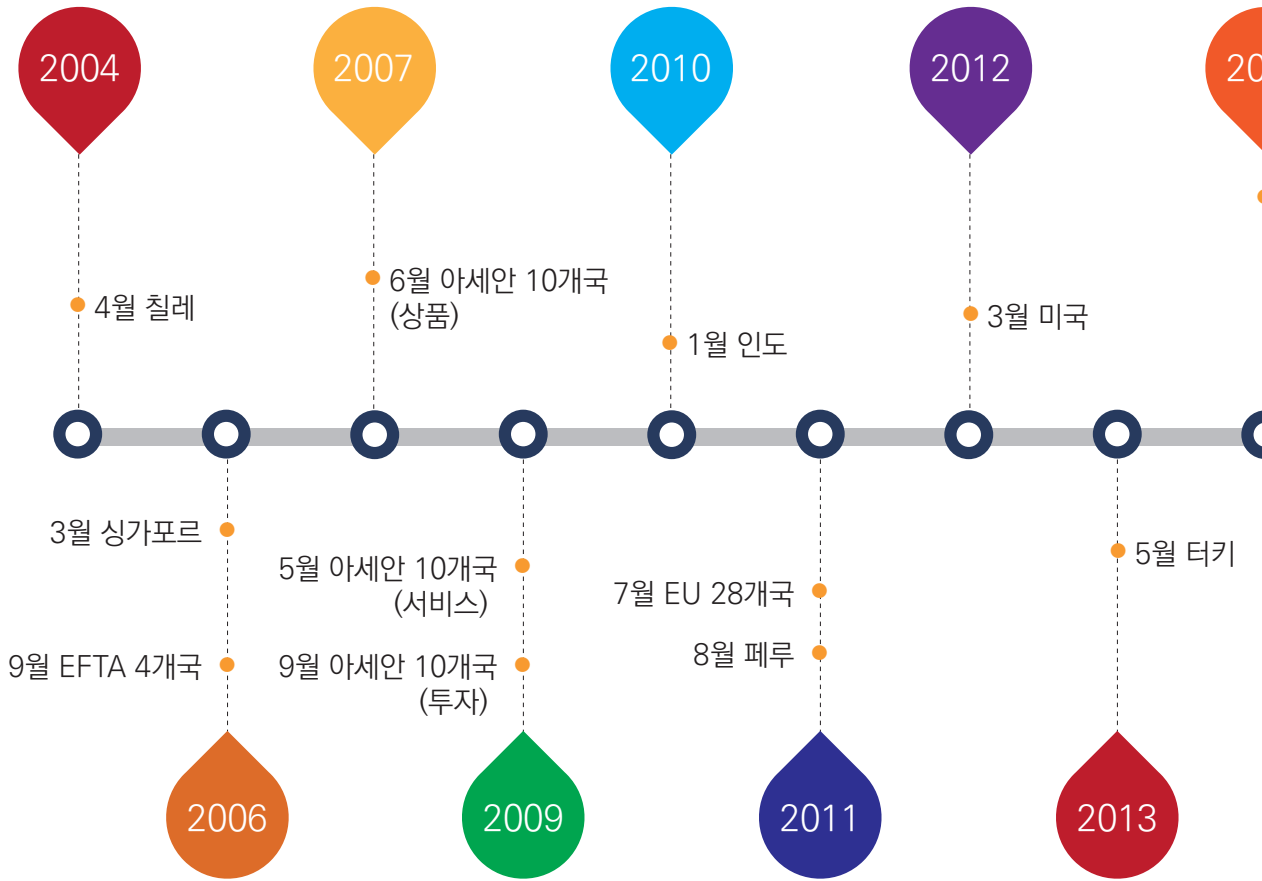 2004
2007
2010
2012
20
4월 칠레
6월 아세안 10개국
(상품)
1월 인도
3월 미국
3월 싱가포르
9월 EFTA 4개국
5월 아세안 10개국
(서비스)
9월 아세안 10개국
(투자)
7월 EU 28개국
8월 페루
5월 터키
2006
2009
2011
2013